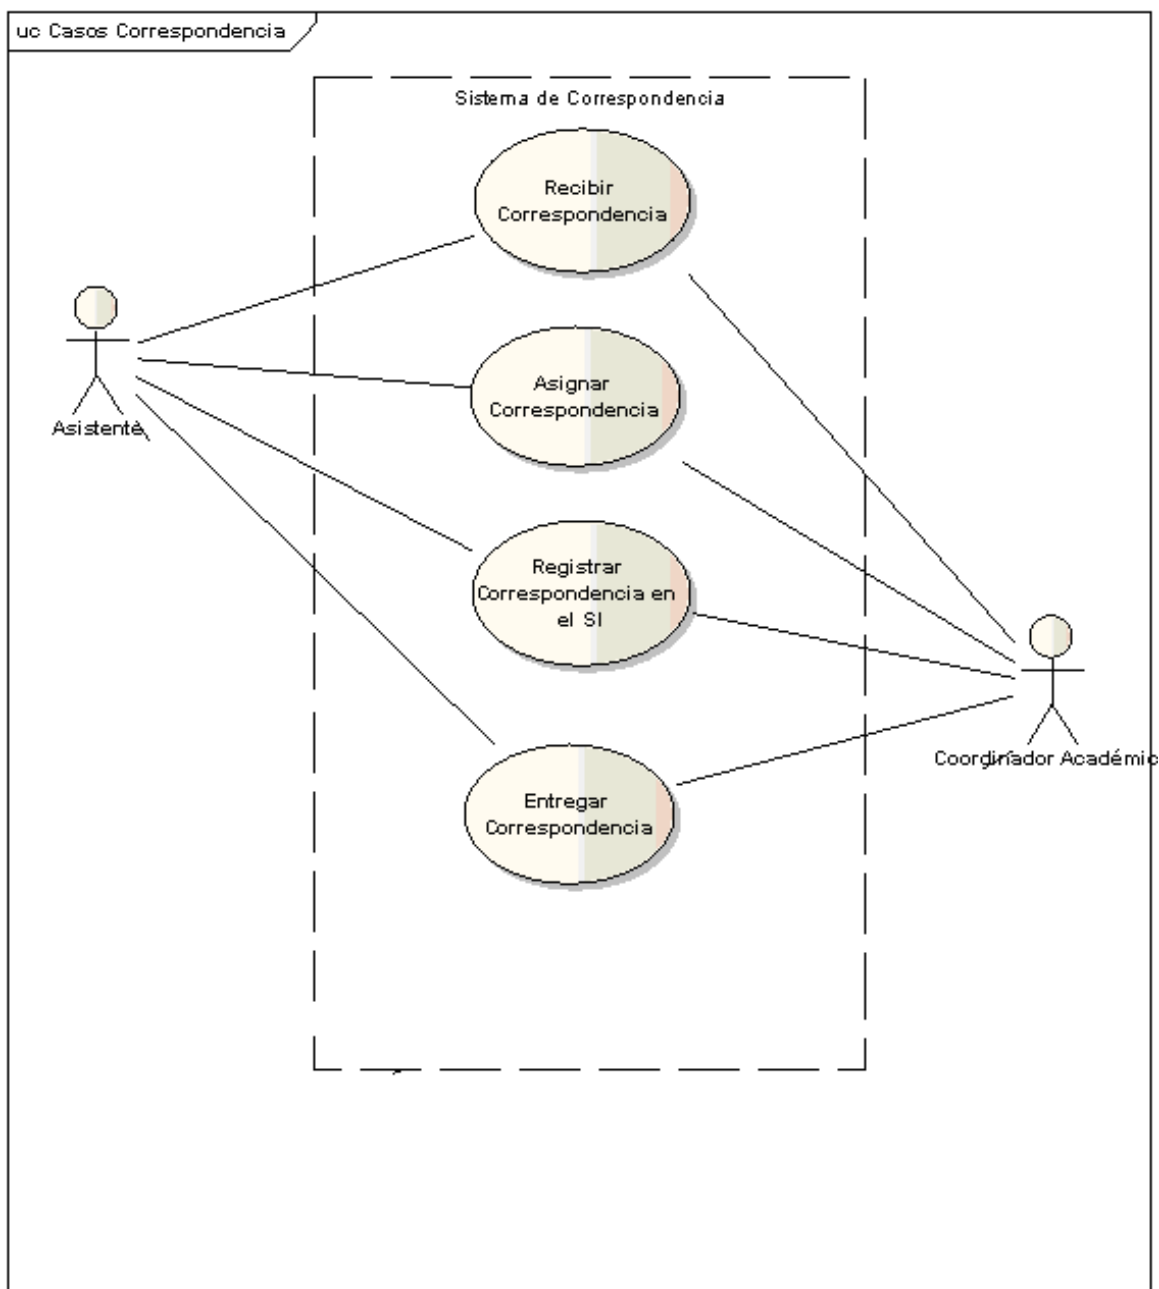 uc Casos Correspondencia
Sistema de Correspondencia
Recibir
Correspondencia
Asignar
Correspondencia
Asistente
Registrar
Correspondencia en
el SI
Coordinador Académic
Entregar
Correspondencia